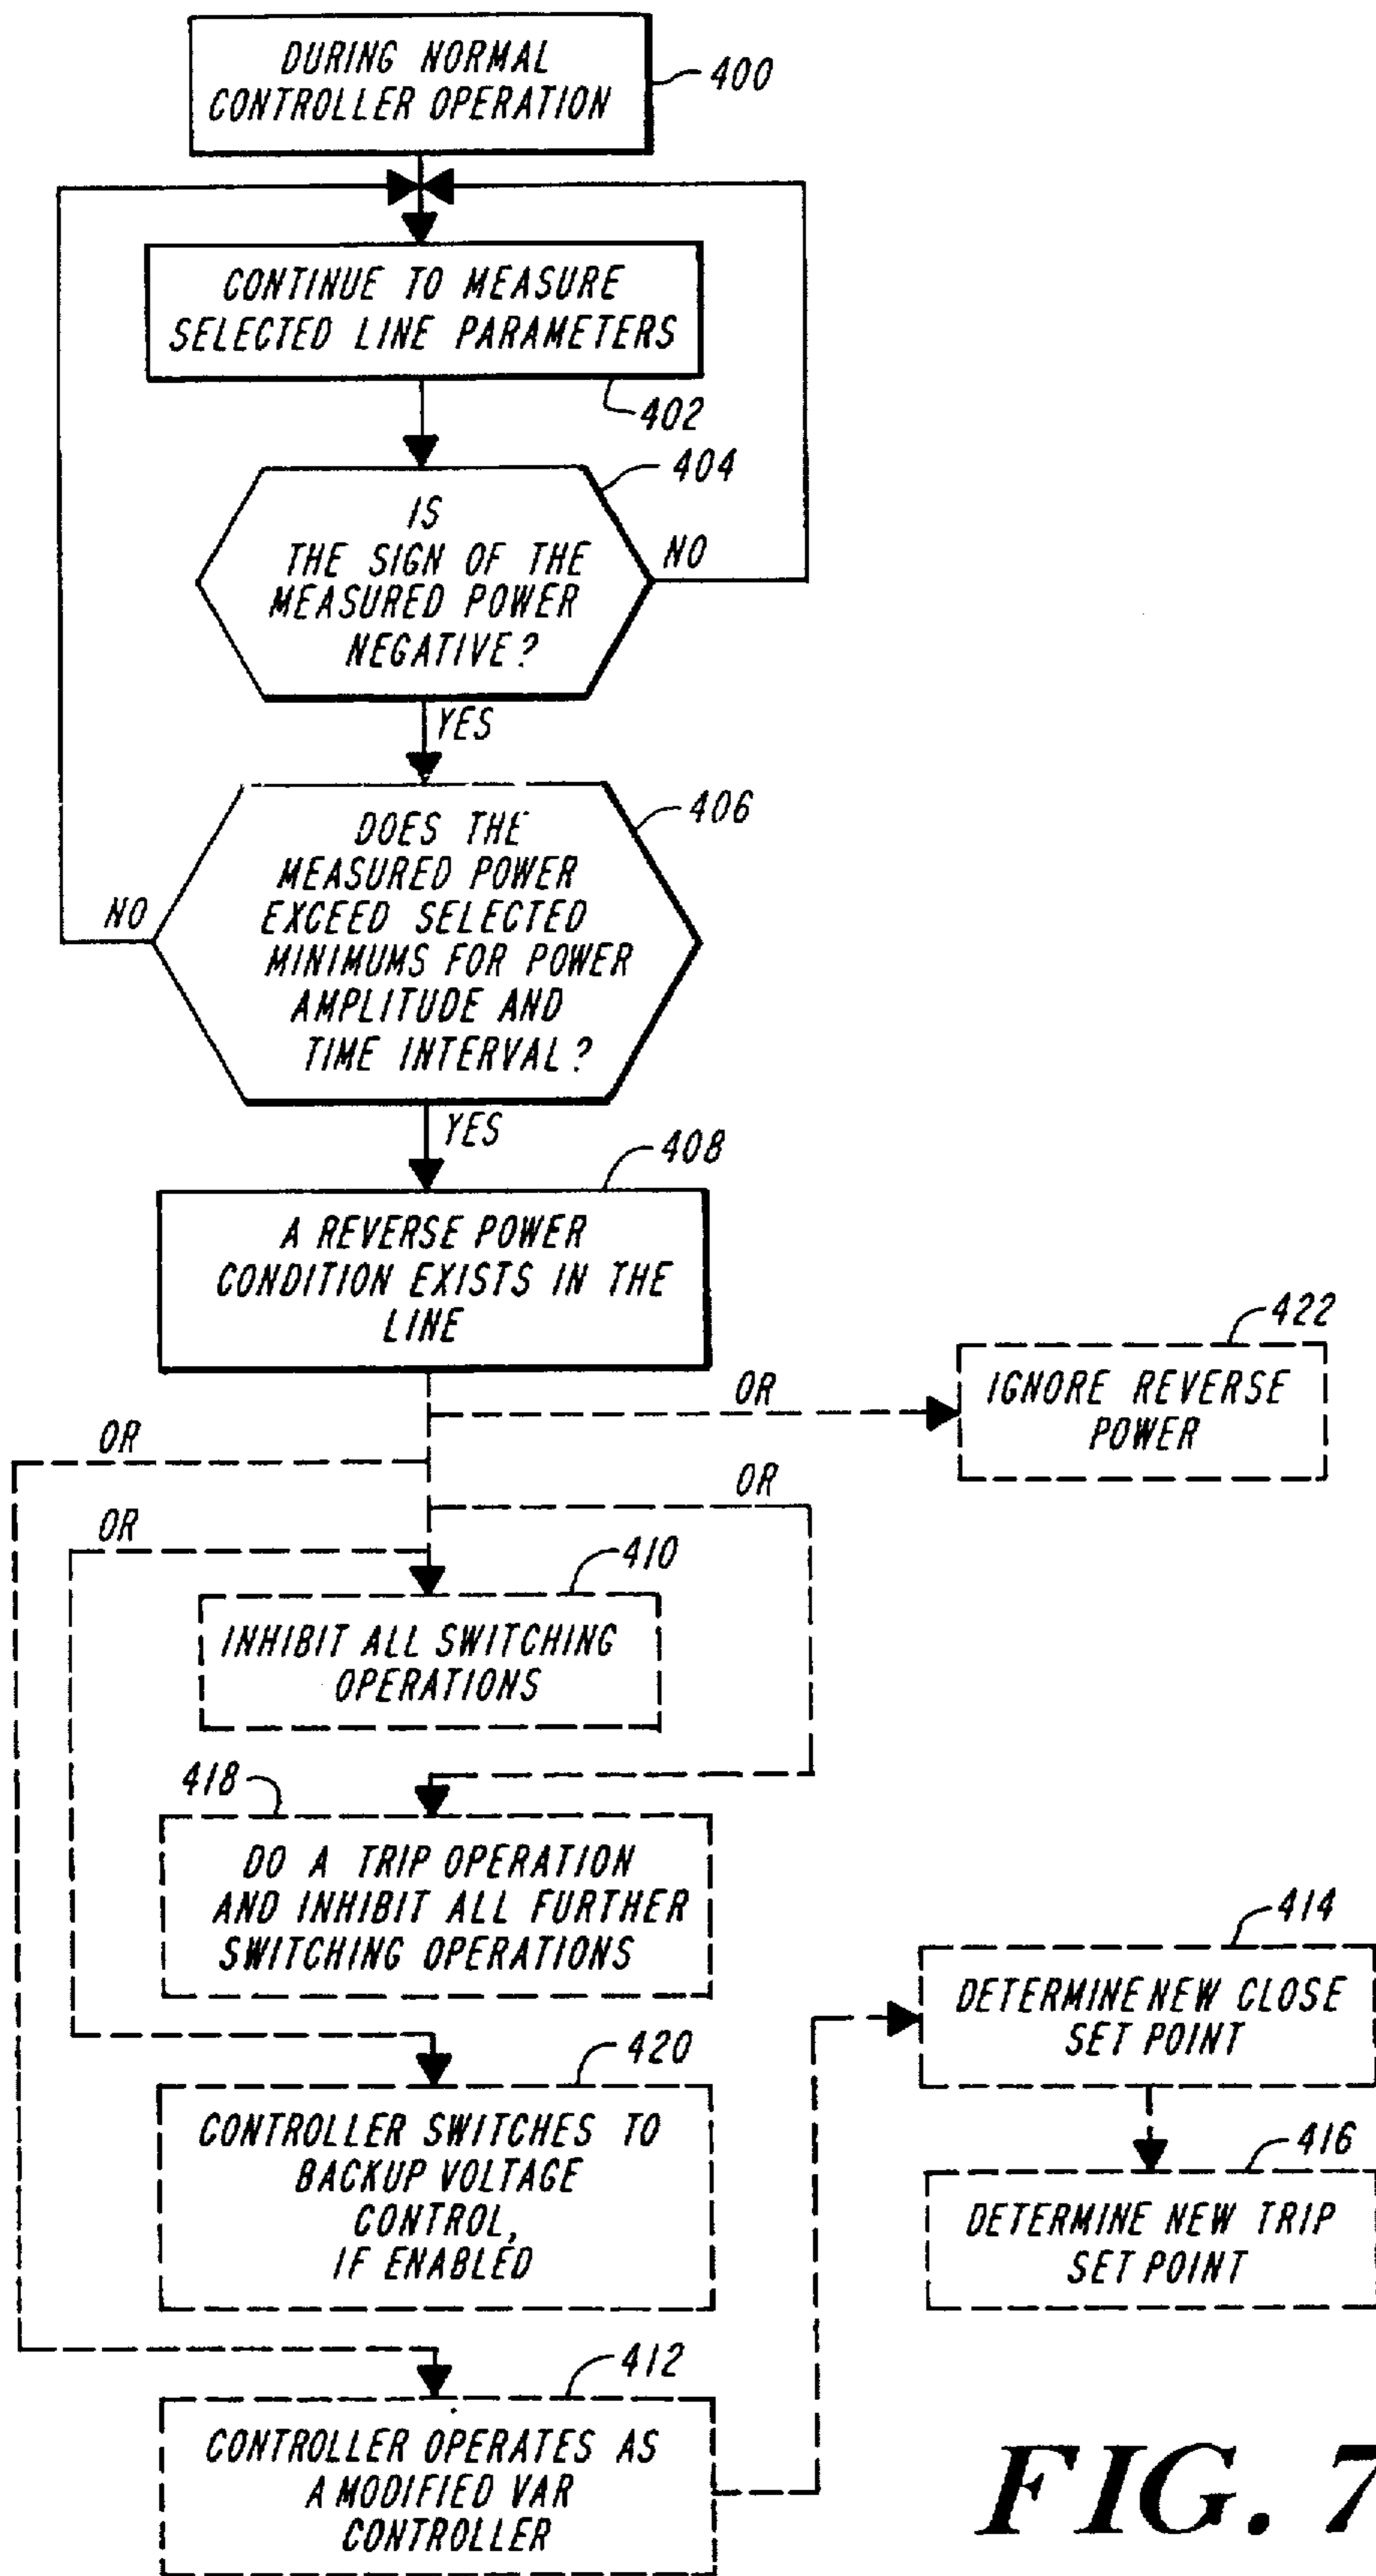 DURING NORMAL
CONTROLLER OPERATION
400
CONTINUE TO MEASURE
SELECTED LINE PARAMETERS
402
404
IS
THE SIGN OF THE
MEASURED POWER
NEGATIVE?
NO
YES
406
DOES THE
MEASURED POWER
EXCEED SELECTED
MINIMUMS FOR POWER
AMPLITUDE AND
TIME INTERVAL?
NO
YES
408
A REVERSE POWER
CONDITION EXISTS IN THE
LINE
422
OR
IGNORE REVERSE
POWER
OR
OR
OR
410
INHIBIT ALL SWITCHING
OPERATIONS
418
DO A TRIP OPERATION
AND INHIBIT ALL FURTHER
SWITCHING OPERATIONS
414
DETERMINE NEW CLOSE
SET POINT
420
CONTROLLER SWITCHES TO
BACKUP VOLTAGE
CONTROL,
IF ENABLED
416
DETERMINE NEW TRIP
SET POINT
412
CONTROLLER OPERATES AS
A MODIFIED VAR
CONTROLLER
FIG. 7